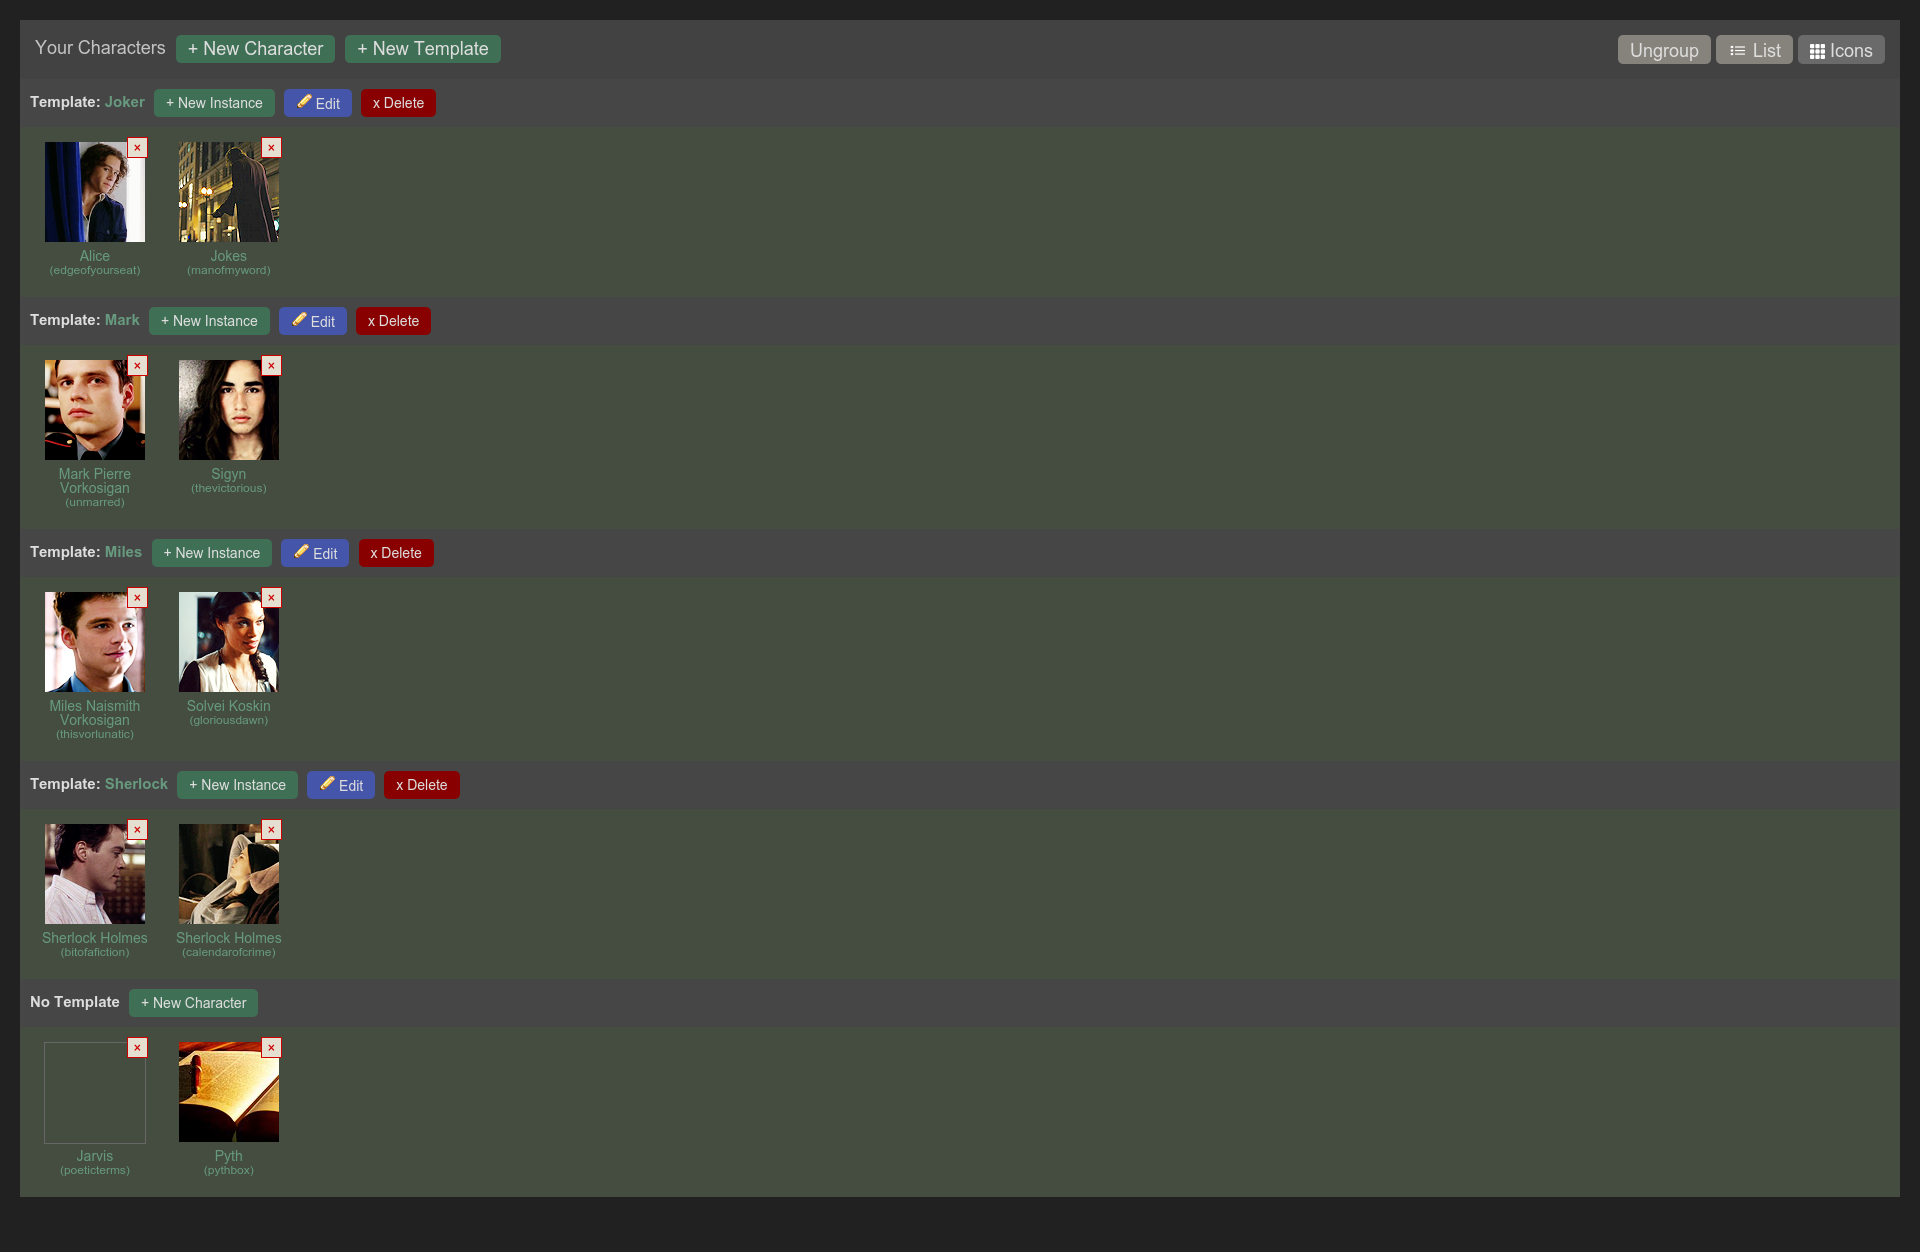 Your Characters + New Character + New Template Ungroup List Icons
Template: Joker + New Instance Edit x Delete
× ×
Alice Jokes
(edgeofyourseat) (manofmyword)
Template: Mark + New Instance Edit x Delete
× ×
Mark Pierre Sigyn
Vorkosigan (thevictorious)
(unmarred)
Template: Miles + New Instance Edit x Delete
× ×
Miles Naismith Solvei Koskin
Vorkosigan (gloriousdawn)
(thisvorlunatic)
Template: Sherlock + New Instance Edit x Delete
× ×
Sherlock Holmes Sherlock Holmes
(bitofafiction) (calendarofcrime)
No Template + New Character
× ×
Jarvis Pyth
(poeticterms) (pythbox)